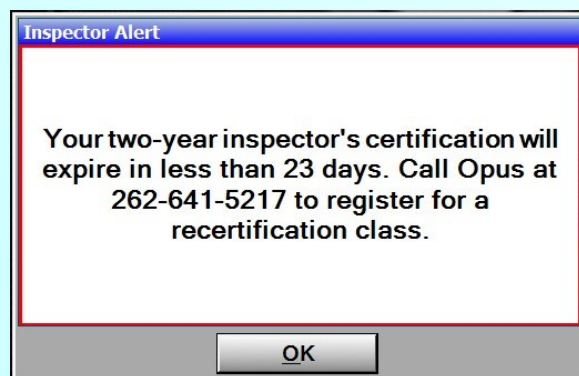 Inspector Alert
Your two-year inspector's certification will
expire in less than 23 days. Call Opus at
262-641-5217 to register for a
recertification class.
OK